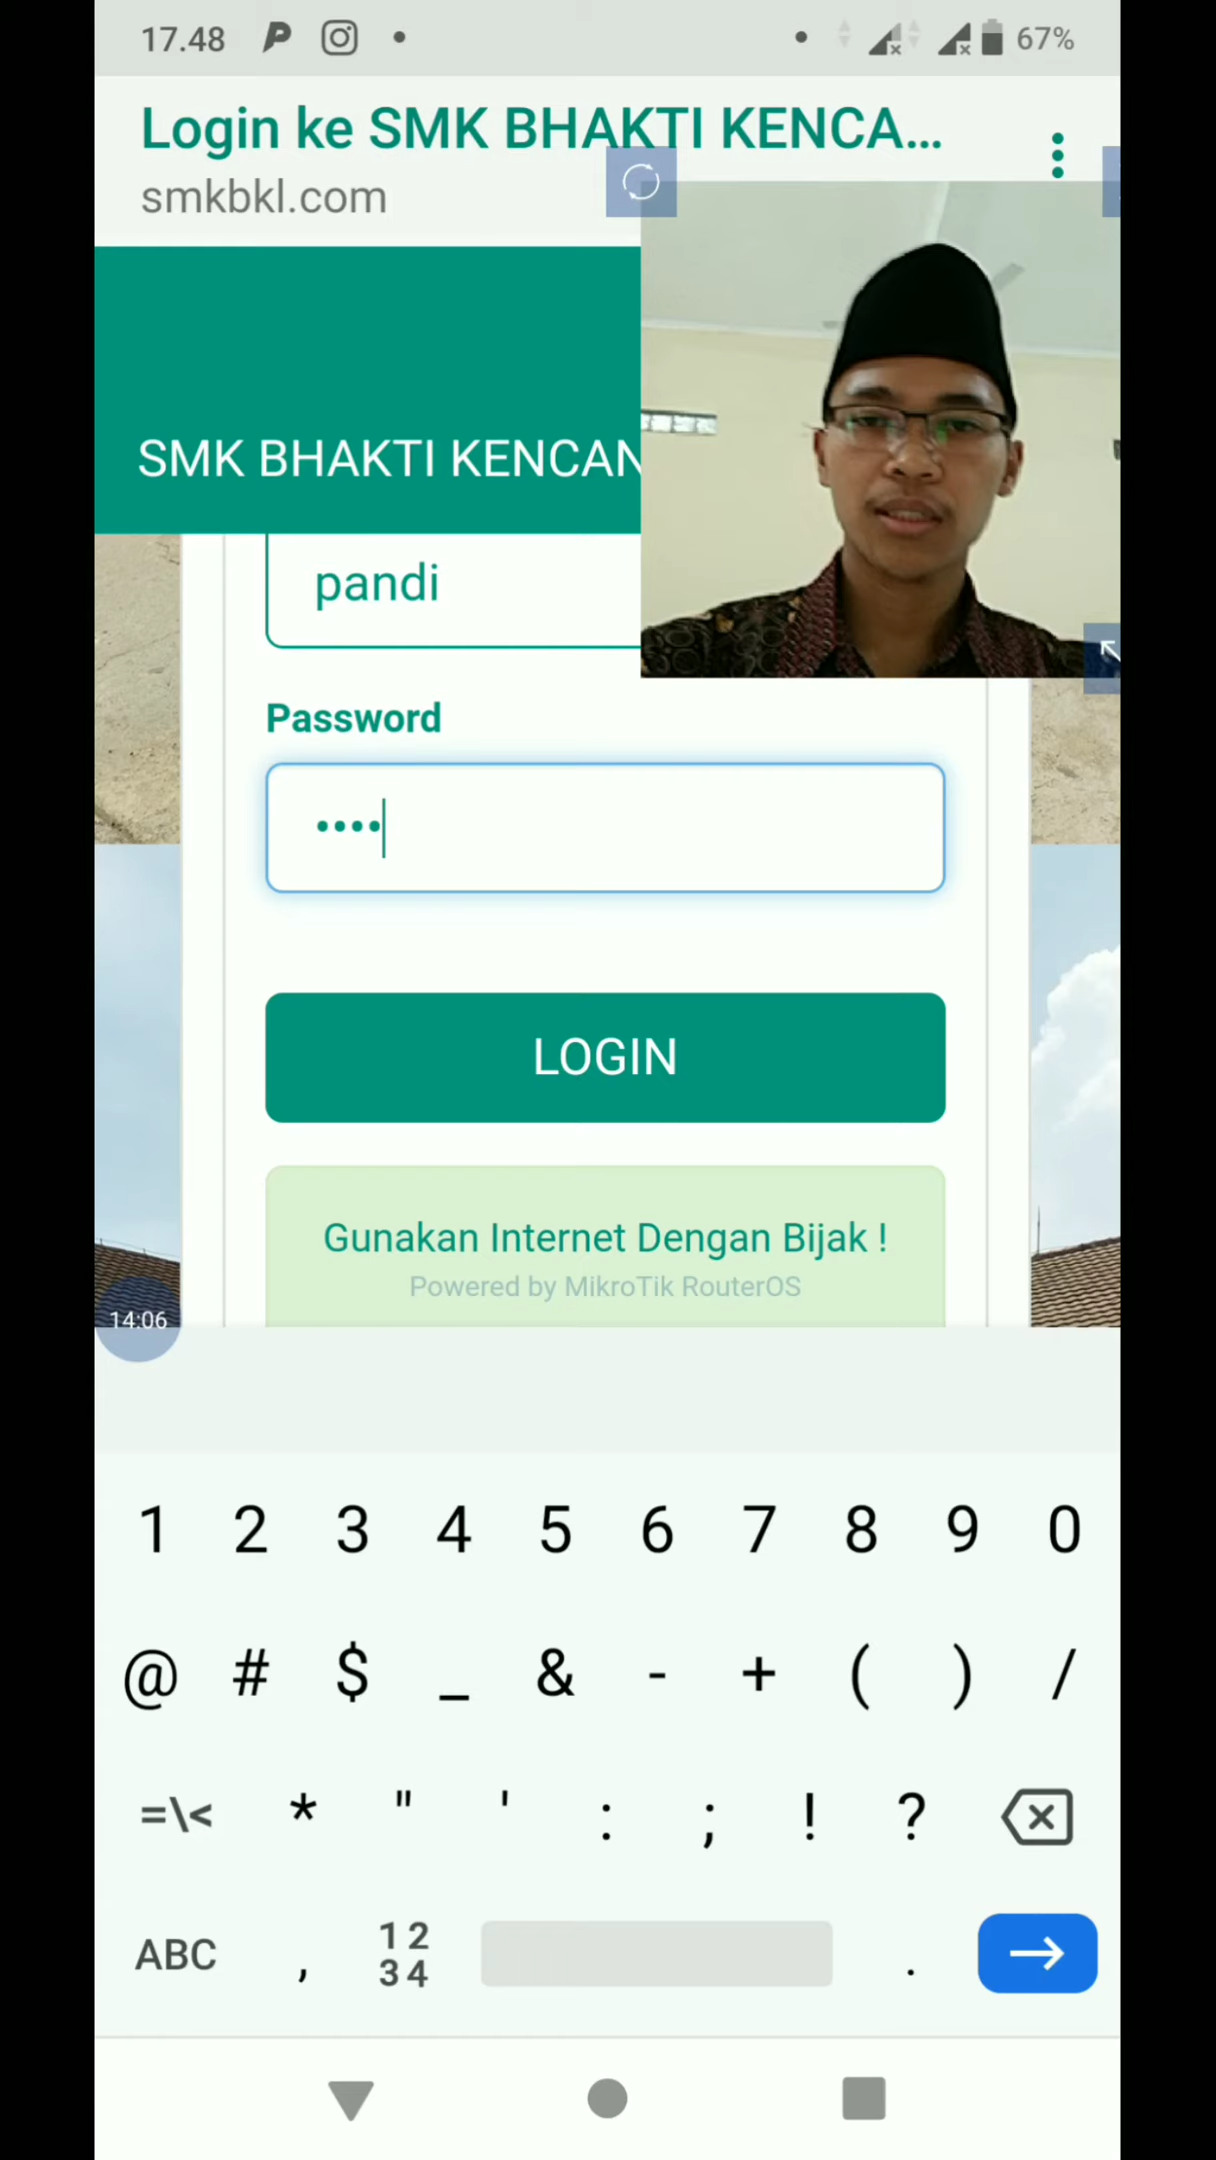 17.48
67%
Login ke SMK BHAKTI KENCA...
smkbkl.com
SMK BHAKTI KENCAN
pandi
Password
••••
LOGIN
Gunakan Internet Dengan Bijak !
Powered by MikroTik RouterOS
14:06
1 2 3 4 5 6 7 8 9 0
@ # $ _ & - + ( ) /
=\< * " ' : ; ! ?
ABC , 12 34 .